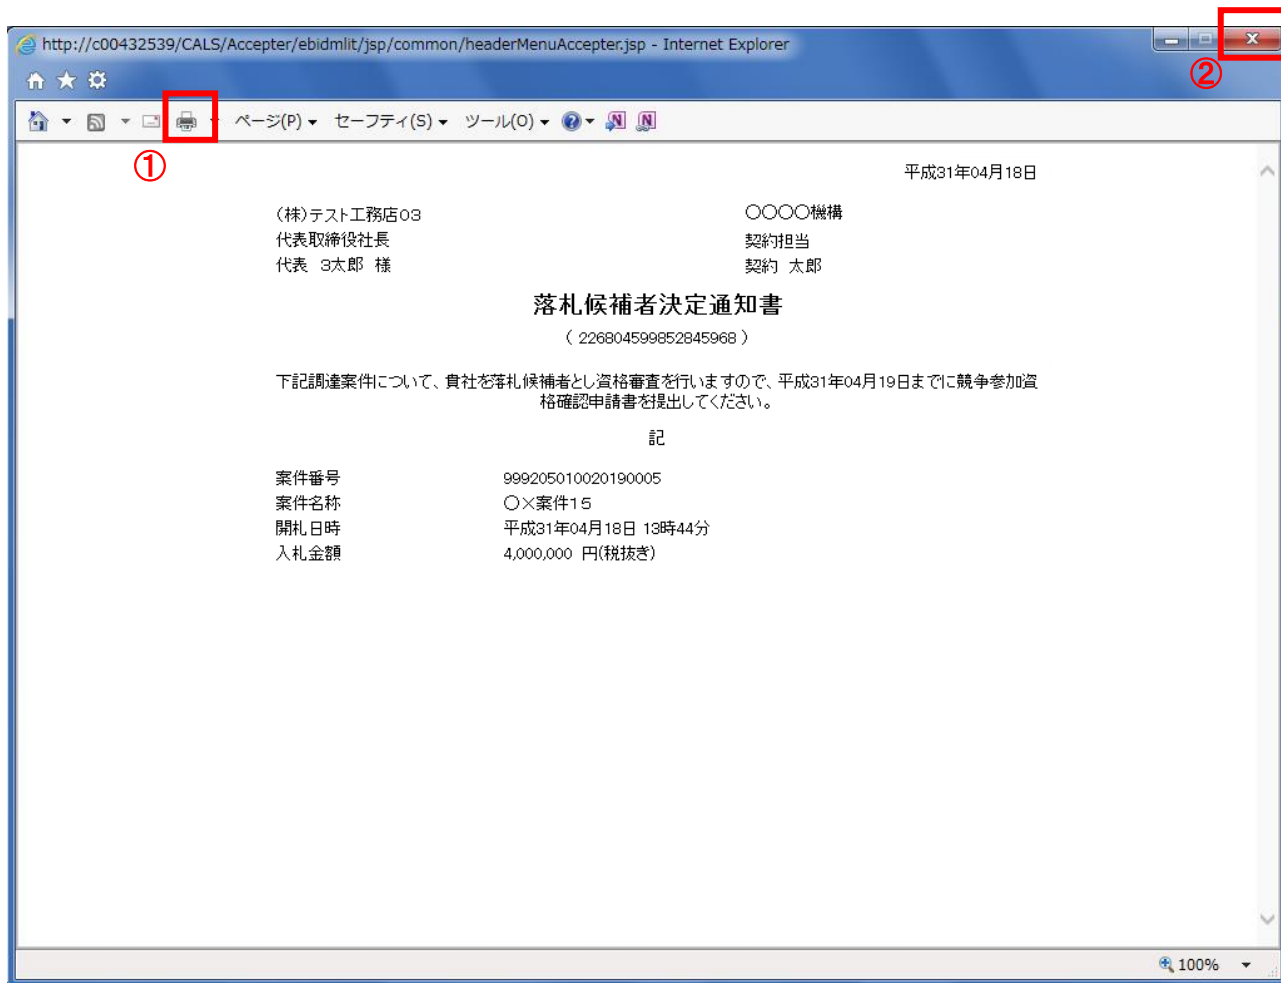 http://c00432539/CALS/Accepter/ebidmlit/jsp/common/headerMenuAccepter.jsp - Internet Explorer
②
ページ(P) セーフティ(S) ツール(O)
①
平成31年04月18日
(株)テスト工務店03
代表取締役社長
代表 3太郎 様
〇〇〇〇機構
契約担当
契約 太郎
落札候補者決定通知書
( 226804599852845968 )
下記調達案件について、貴社を落札候補者とし資格審査を行いますので、平成31年04月19日までに競争参加資
格確認申請書を提出してください。
記
案件番号 999205010020190005
案件名称 〇×案件15
開札日時 平成31年04月18日 13時44分
入札金額 4,000,000 円(税抜き)
100%